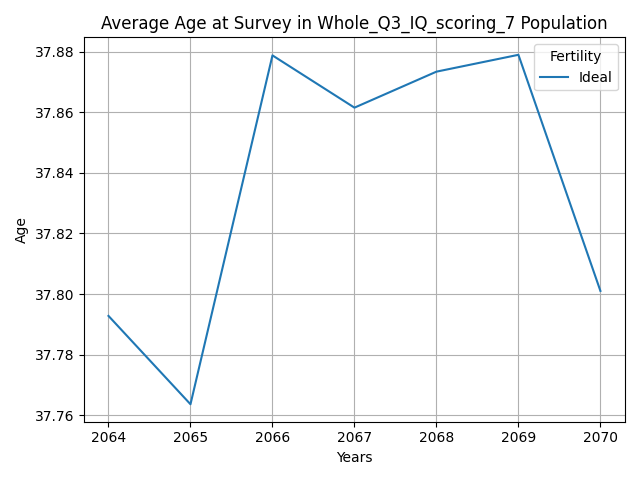 Average Age at Survey in Whole_Q3_IQ_scoring_7 Population
37.88
37.86
37.84
37.82
37.80
37.78
37.76
Age
Fertility
Ideal
2064 2065 2066 2067 2068 2069 2070
Years